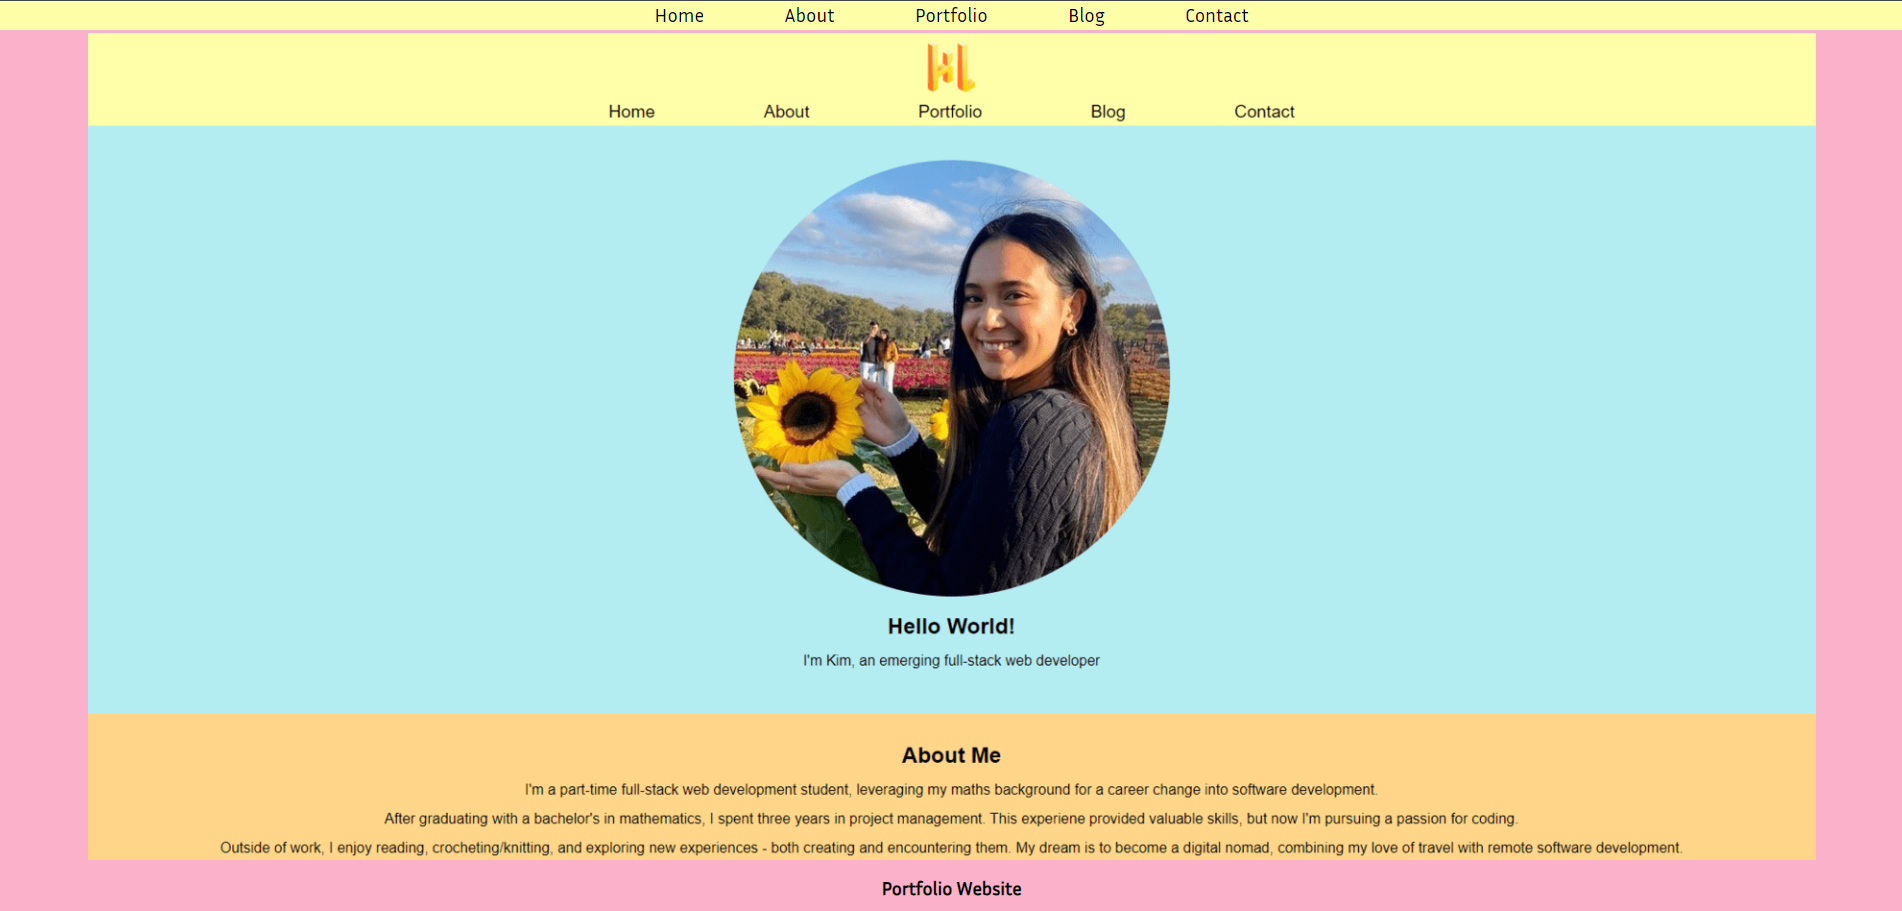 Home About Portfolio Blog Contact
Home About Portfolio Blog Contact
Hello World!
I'm Kim, an emerging full-stack web developer
About Me
I'm a part-time full-stack web development student, leveraging my maths background for a career change into software development.
After graduating with a bachelor's in mathematics, I spent three years in project management. This experiene provided valuable skills, but now I'm pursuing a passion for coding.
Outside of work, I enjoy reading, crocheting/knitting, and exploring new experiences - both creating and encountering them. My dream is to become a digital nomad, combining my love of travel with remote software development.
Portfolio Website